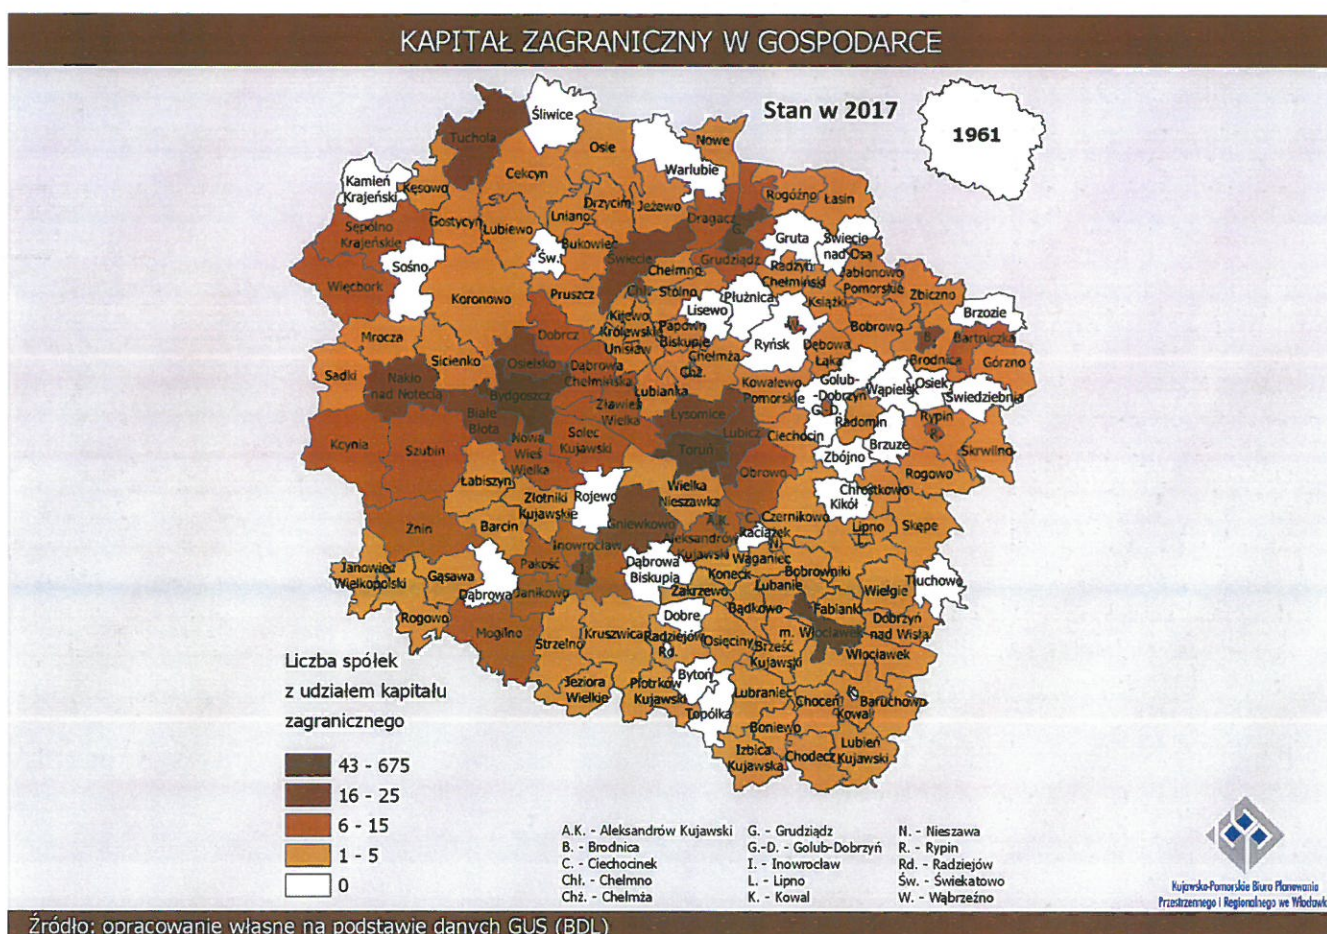 KAPITAŁ ZAGRANICZNY W GOSPODARCE
Stan w 2017
1961
Śliwice
Tuchola
Osie
Nowe
Warlubie
Cekcyn
Kamień
Krajeński
Kęsowo
Rogóźno
Łasin
Drzycim
Jeżewo
Lniano
Dragacz
G.
Gostycyn
Lubiewo
Sępólno
Krajeńskie
Bukowiec
Gruta
Świecie
nad Osą
Św.
Świecie
Grudziądz
Sośno
Chełmno
Radzyń
Chełmiński
Jabłonowo
Pomorskie
Więcbork
Koronowo
Pruszcz
Chł.
Stolno
Płużnica
Książki
Zbiczno
Lisewo
Brzozie
Kijewo
Królewskie
Papowo
Biskupie
W.
Bobrowo
Mrocza
Dobrcz
Unisław
Ryńsk
Dębowa
Łąka
B.
Bartniczka
Sicienko
Osielsko
Dąbrowa
Chełmińska
Chełmża
Chż.
Brodnica
Górzno
Sadki
Nakło
nad Notecią
Bydgoszcz
Łubianka
Kowalewo
Pomorskie
Golub-
-Dobrzyń
G.-D.
Wąpielsk
Osiek
Świedziebnia
Białe
Błota
Zławieś
Wielka
Łysomice
Lubicz
Radomin
Rypin
R.
Kcynia
Szubin
Nowa
Wieś
Wielka
Solec
Kujawski
Toruń
Ciechocin
Brzuze
Zbójno
Skrwilno
Obrowo
Rogowo
Łabiszyn
Rojewo
Wielka
Nieszawka
Złotniki
Kujawskie
Chrostkowo
Kikół
Żnin
Barcin
Gniewkowo
A.K.
C.
Czernikowo
Raciążek
Lipno
L.
Skępe
Inowrocław
I.
Aleksandrów
Kujawski
N.
Janowiec
Wielkopolski
Gąsawa
Pakość
Dąbrowa
Biskupia
Waganiec
Koneck
Bobrowniki
Dąbrowa
Janikowo
Zakrzewo
Lubanie
Wielgie
Tłuchowo
Rogowo
Dobre
Bądkowo
Fabianki
Dobrzyń
nad Wisłą
Mogilno
Strzelno
Kruszwica
Radziejów
Rd.
Osięciny
m. Włocławek
Brześć
Kujawski
Włocławek
Jeziora
Wielkie
Piotrków
Kujawski
Bytoń
Lubraniec
Choceń
Kowal
Baruchowo
Topólka
Boniewo
Izbica
Kujawska
Chodecz
Lubień
Kujawski
Liczba spółek
z udziałem kapitału
zagranicznego
43 - 675
16 - 25
6 - 15
1 - 5
0
A.K. - Aleksandrów Kujawski
B. - Brodnica
C. - Ciechocinek
Chł. - Chełmno
Chż. - Chełmża
G. - Grudziądz
G.-D. - Golub-Dobrzyń
I. - Inowrocław
L. - Lipno
K. - Kowal
N. - Nieszawa
R. - Rypin
Rd. - Radziejów
Św. - Świekatowo
W. - Wąbrzeźno
Kujawsko-Pomorskie Biuro Planowania
Przestrzennego i Regionalnego we Włocławku
Źródło: opracowanie własne na podstawie danych GUS (BDL)